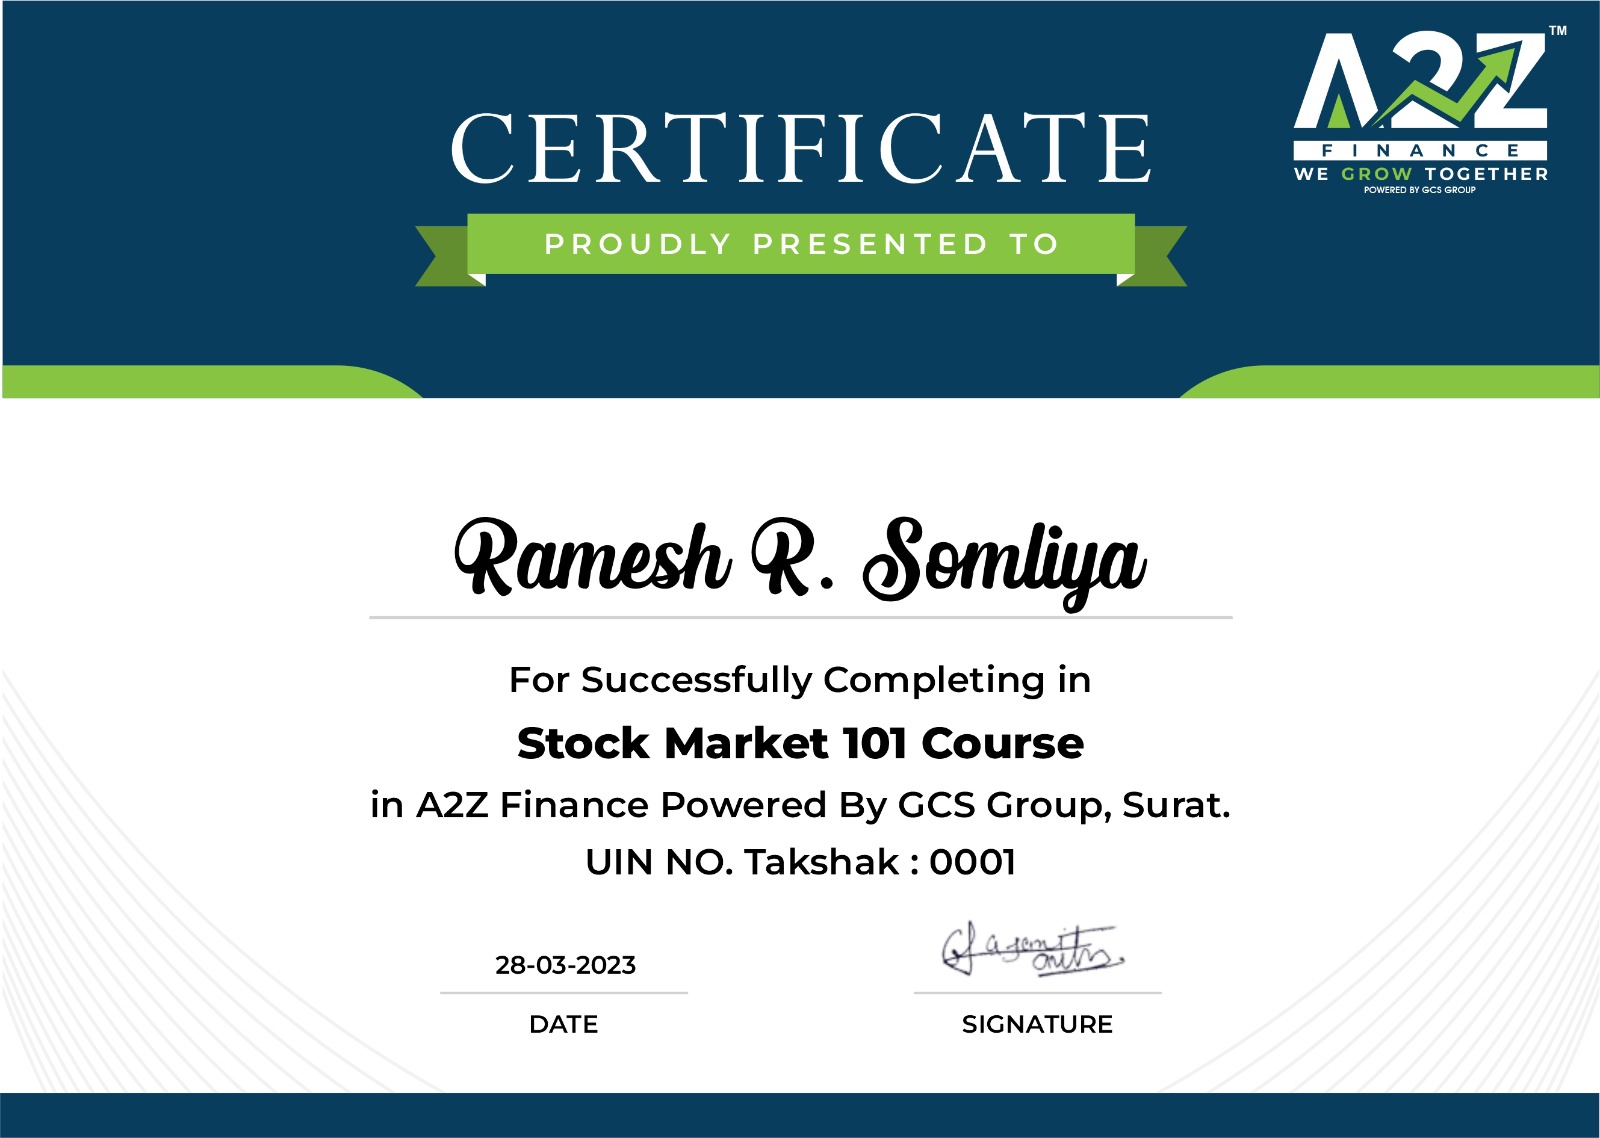 A2Z TM
FINANCE
WE GROW TOGETHER
POWERED BY GCS GROUP
CERTIFICATE
PROUDLY PRESENTED TO
Ramesh R. Somliya
For Successfully Completing in
Stock Market 101 Course
in A2Z Finance Powered By GCS Group, Surat.
UIN NO. Takshak : 0001
28-03-2023
DATE
SIGNATURE